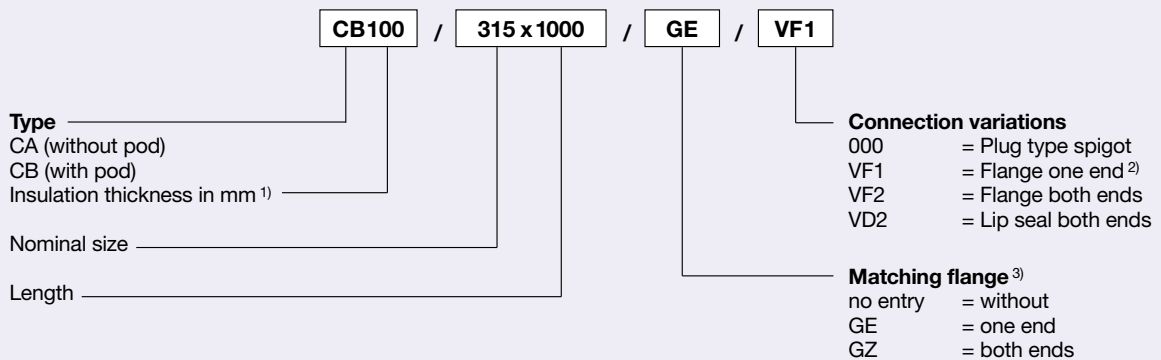 CB100 / 315 x 1000 / GE / VF1
Type
CA (without pod)
CB (with pod)
Insulation thickness in mm 1)
Nominal size
Length
Connection variations
000 = Plug type spigot
VF1 = Flange one end 2)
VF2 = Flange both ends
VD2 = Lip seal both ends
Matching flange 3)
no entry = without
GE = one end
GZ = both ends